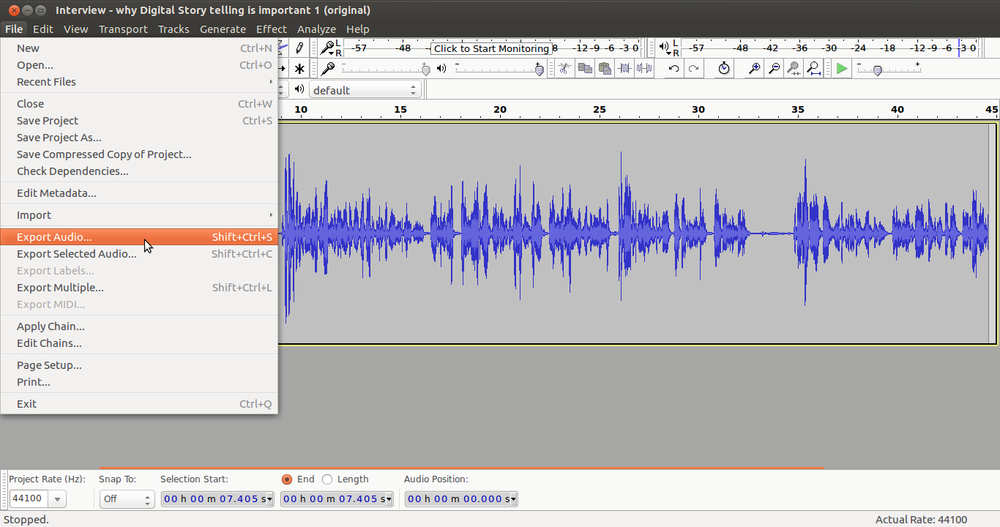 Interview - why Digital Story telling is important 1 (original)
File Edit View Transport Tracks Generate Effect Analyze Help
New Ctrl+N
Open... Ctrl+O
Recent Files
Close Ctrl+W
Save Project Ctrl+S
Save Project As...
Save Compressed Copy of Project...
Check Dependencies...
Edit Metadata...
Import
Export Audio... Shift+Ctrl+S
Export Selected Audio... Shift+Ctrl+C
Export Labels...
Export Multiple... Shift+Ctrl+L
Export MIDI...
Apply Chain...
Edit Chains...
Page Setup...
Print...
Exit Ctrl+Q
L
R
-57 -48 Click to Start Monitoring 8 -12 -9 -6 -3 0
L
R
-57 -48 -42 -36 -30 -24 -18 -12 -9 -6 -3 0
- + - +
- +
default
10 15 20 25 30 35 40 45
Project Rate (Hz): Snap To: Selection Start: End Length Audio Position:
44100 Off 00 h 00 m 07.405 s 00 h 00 m 07.405 s 00 h 00 m 00.000 s
Stopped. Actual Rate: 44100